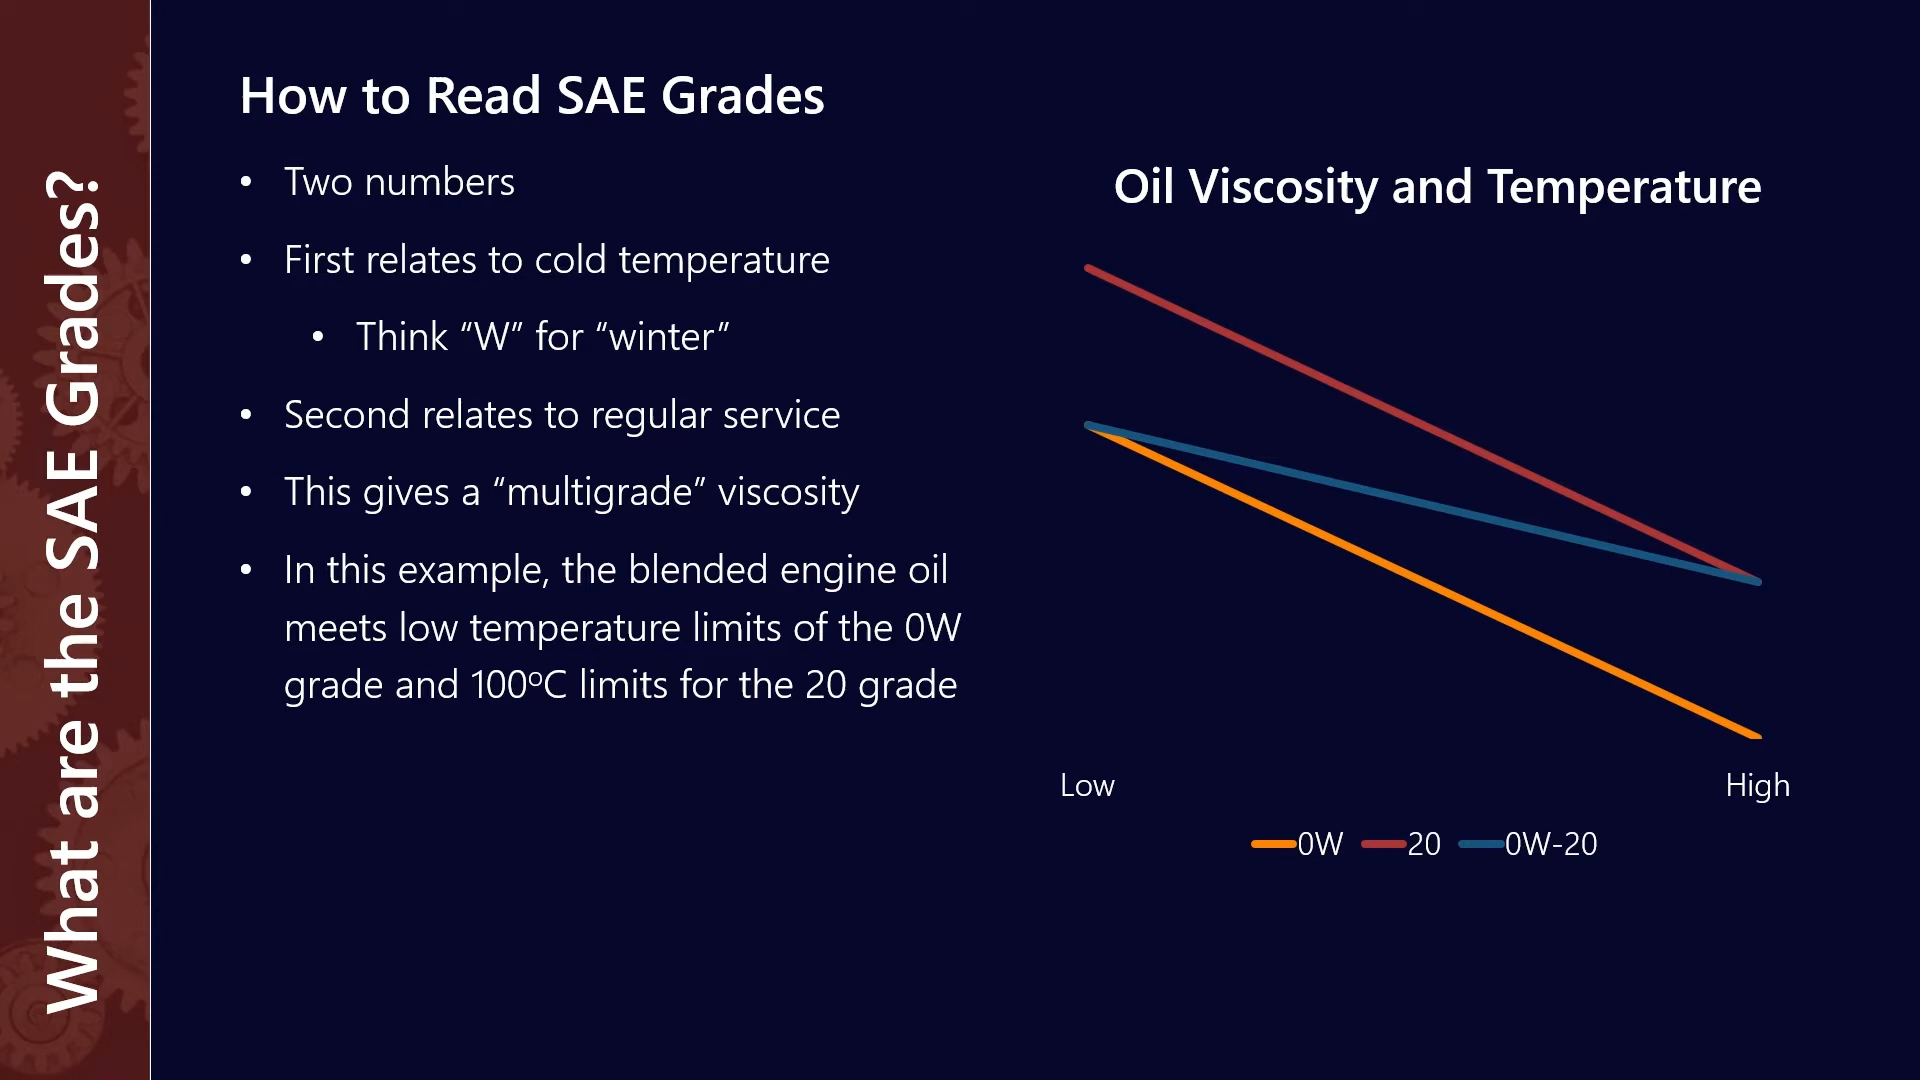 What are the SAE Grades?
How to Read SAE Grades
• Two numbers
• First relates to cold temperature
• Think “W” for “winter”
• Second relates to regular service
• This gives a “multigrade” viscosity
• In this example, the blended engine oil
meets low temperature limits of the 0W
grade and 100ºC limits for the 20 grade
Oil Viscosity and Temperature
Low High
0W 20 0W-20